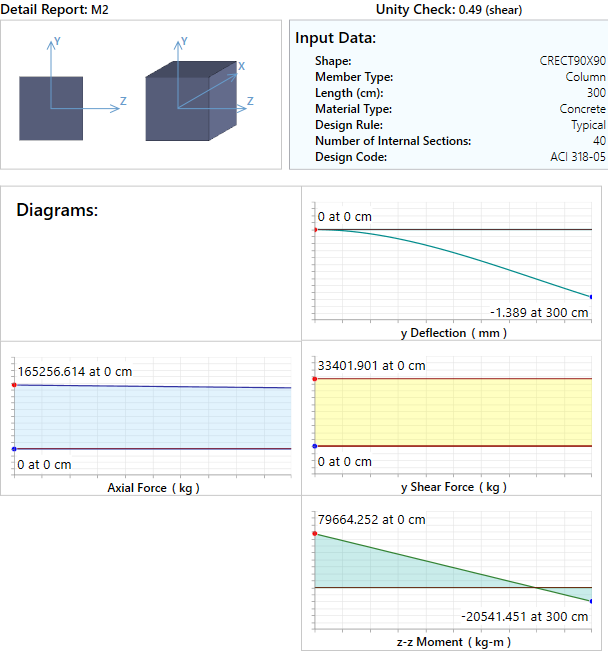 Detail Report: M2
Unity Check: 0.49 (shear)
Y
Z
Y
X
Z
Input Data:
Shape: CRECT90X90
Member Type: Column
Length (cm): 300
Material Type: Concrete
Design Rule: Typical
Number of Internal Sections: 40
Design Code: ACI 318-05
Diagrams:
0 at 0 cm
-1.389 at 300 cm
y Deflection ( mm )
165256.614 at 0 cm
0 at 0 cm
Axial Force ( kg )
33401.901 at 0 cm
0 at 0 cm
y Shear Force ( kg )
79664.252 at 0 cm
-20541.451 at 300 cm
z-z Moment ( kg-m )